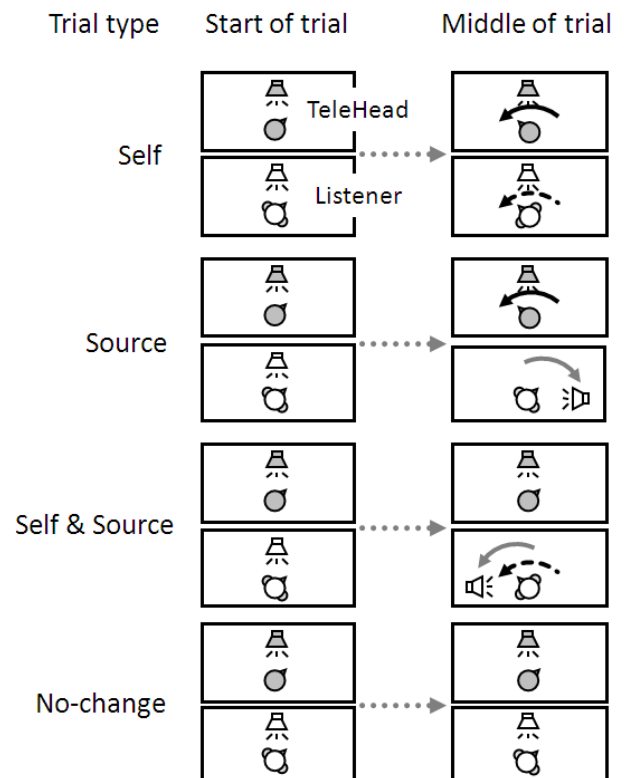 Trial type Start of trial Middle of trial
TeleHead
Self
Listener
Source
Self & Source
No-change